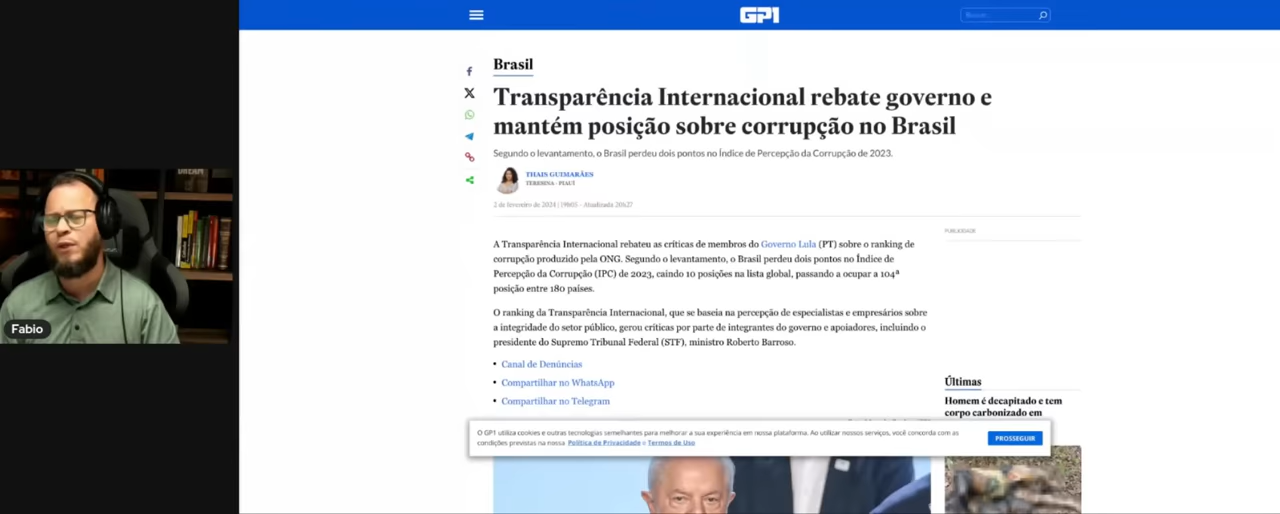 GP1
Buscar...
Brasil
Transparência Internacional rebate governo e
mantém posição sobre corrupção no Brasil
Segundo o levantamento, o Brasil perdeu dois pontos no Índice de Percepção da Corrupção de 2023.
THAIS GUIMARÃES
TERESINA - PIAUÍ
2 de fevereiro de 2024 | 19h05 - Atualizada 20h27
PUBLICIDADE
A Transparência Internacional rebateu as críticas de membros do Governo Lula (PT) sobre o ranking de
corrupção produzido pela ONG. Segundo o levantamento, o Brasil perdeu dois pontos no Índice de
Percepção da Corrupção (IPC) de 2023, caindo 10 posições na lista global, passando a ocupar a 104ª
posição entre 180 países.
O ranking da Transparência Internacional, que se baseia na percepção de especialistas e empresários sobre
a integridade do setor público, gerou críticas por parte de integrantes do governo e apoiadores, incluindo o
presidente do Supremo Tribunal Federal (STF), ministro Roberto Barroso.
• Canal de Denúncias
• Compartilhar no WhatsApp
• Compartilhar no Telegram
Últimas
Homem é decapitado e tem
corpo carbonizado em
O GP1 utiliza cookies e outras tecnologias semelhantes para melhorar a sua experiência em nossa plataforma. Ao utilizar nossos serviços, você concorda com as
condições previstas na nossa Política de Privacidade e Termos de Uso
PROSSEGUIR
DREAM
Fabio